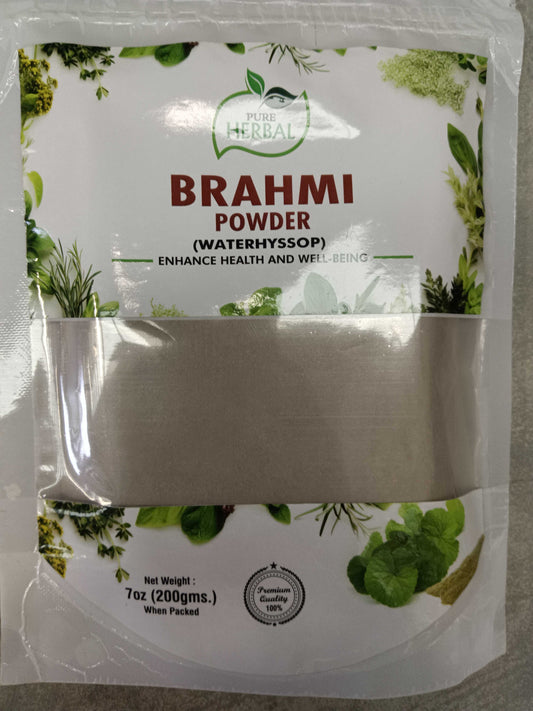 PURE
HERBAL
BRAHMI
POWDER
(WATERHYSSOP)
ENHANCE HEALTH AND WELL-BEING
Net Weight :
7oz (200gms.)
When Packed
Premium
Quality
100%